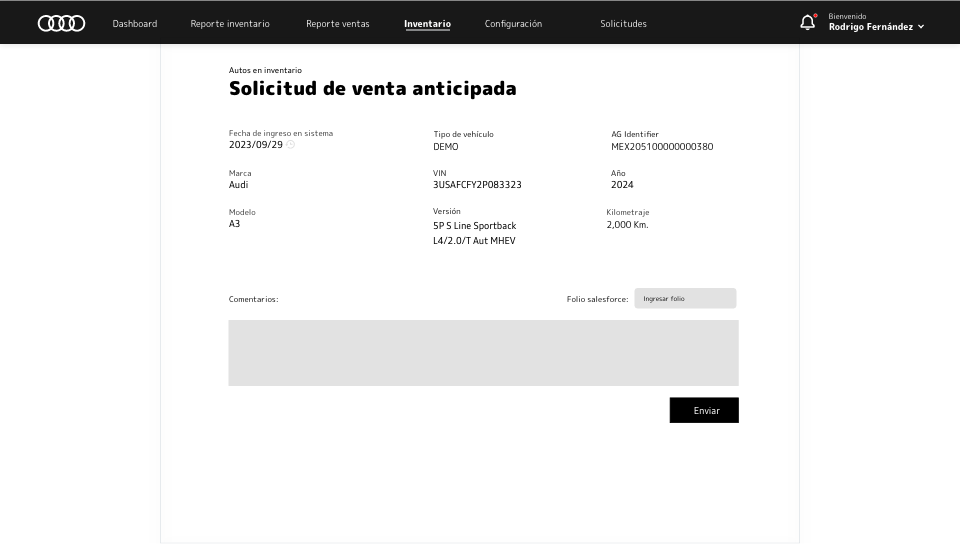 Dashboard
Reporte inventario
Reporte ventas
Inventario
Configuración
Solicitudes
Bienvenido
Rodrigo Fernández
Autos en inventario
Solicitud de venta anticipada
Fecha de ingreso en sistema
2023/09/29
Tipo de vehículo
DEMO
AG Identifier
MEX205100000000380
Marca
Audi
VIN
3USAFCFY2P083323
Año
2024
Modelo
A3
Versión
5P S Line Sportback
L4/2.0/T Aut MHEV
Kilometraje
2,000 Km.
Comentarios:
Folio salesforce:
Ingresar folio
Enviar